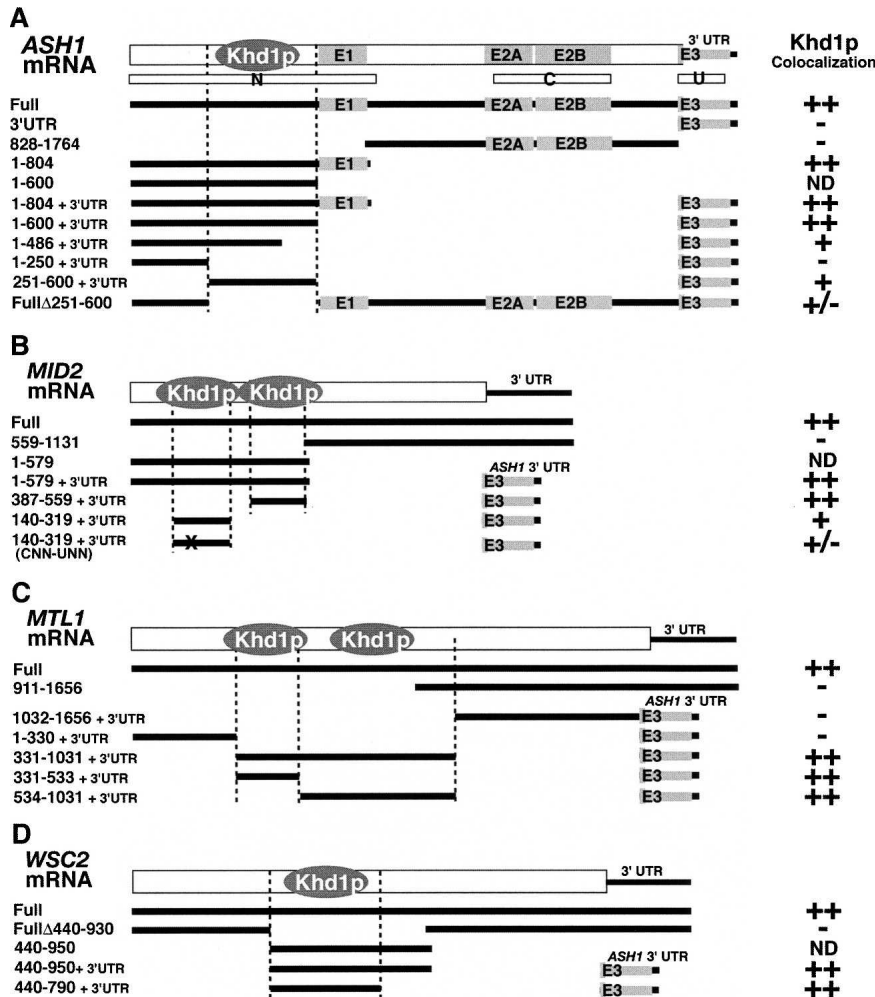 A
ASH1 mRNA
Khd1p E1 E2A E2B 3' UTR E3
Khd1p Colocalization
N C U
Full E1 E2A E2B E3 ++
3'UTR E3 -
828-1764 E2A E2B -
1-804 E1 ++
1-600 ND
1-804 + 3'UTR E1 E3 ++
1-600 + 3'UTR E3 ++
1-486 + 3'UTR E3 +
1-250 + 3'UTR E3 -
251-600 + 3'UTR E3 +
FullΔ251-600 E1 E2A E2B E3 +/-
B
MID2 mRNA
Khd1p Khd1p 3' UTR
Full ++
559-1131 -
1-579 ND
ASH1 3' UTR
1-579 + 3'UTR E3 ++
387-559 + 3'UTR E3 ++
140-319 + 3'UTR E3 +
140-319 + 3'UTR X E3 +/-
(CNN-UNN)
C
MTL1 mRNA
Khd1p Khd1p 3' UTR
Full ++
911-1656 -
ASH1 3' UTR
1032-1656 + 3'UTR E3 -
1-330 + 3'UTR E3 -
331-1031 + 3'UTR E3 ++
331-533 + 3'UTR E3 ++
534-1031 + 3'UTR E3 ++
D
WSC2 mRNA
Khd1p 3' UTR
Full ++
FullΔ440-930 -
440-950 ND
ASH1 3' UTR
440-950+ 3'UTR E3 ++
440-790 + 3'UTR E3 ++